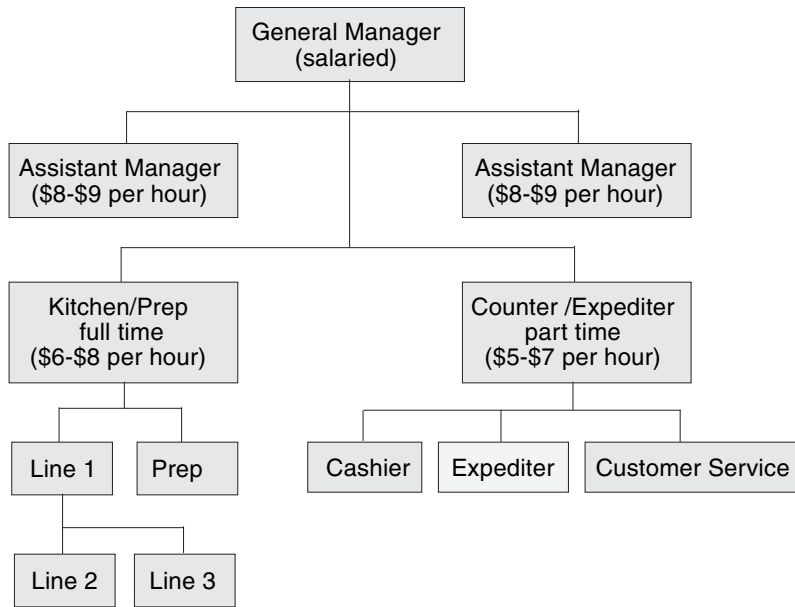 General Manager
(salaried)
Assistant Manager
($8-$9 per hour)
Assistant Manager
($8-$9 per hour)
Kitchen/Prep
full time
($6-$8 per hour)
Counter /Expediter
part time
($5-$7 per hour)
Line 1
Prep
Cashier
Expediter
Customer Service
Line 2
Line 3